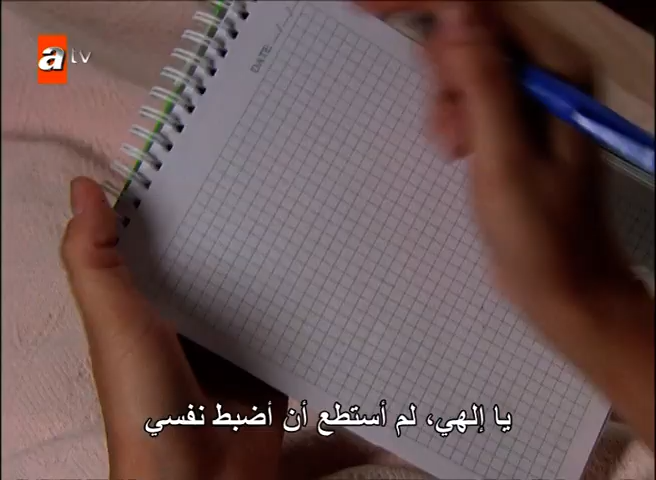 atv
DATE / /
يا إلهي، لم أستطع أن أضبط نفسي